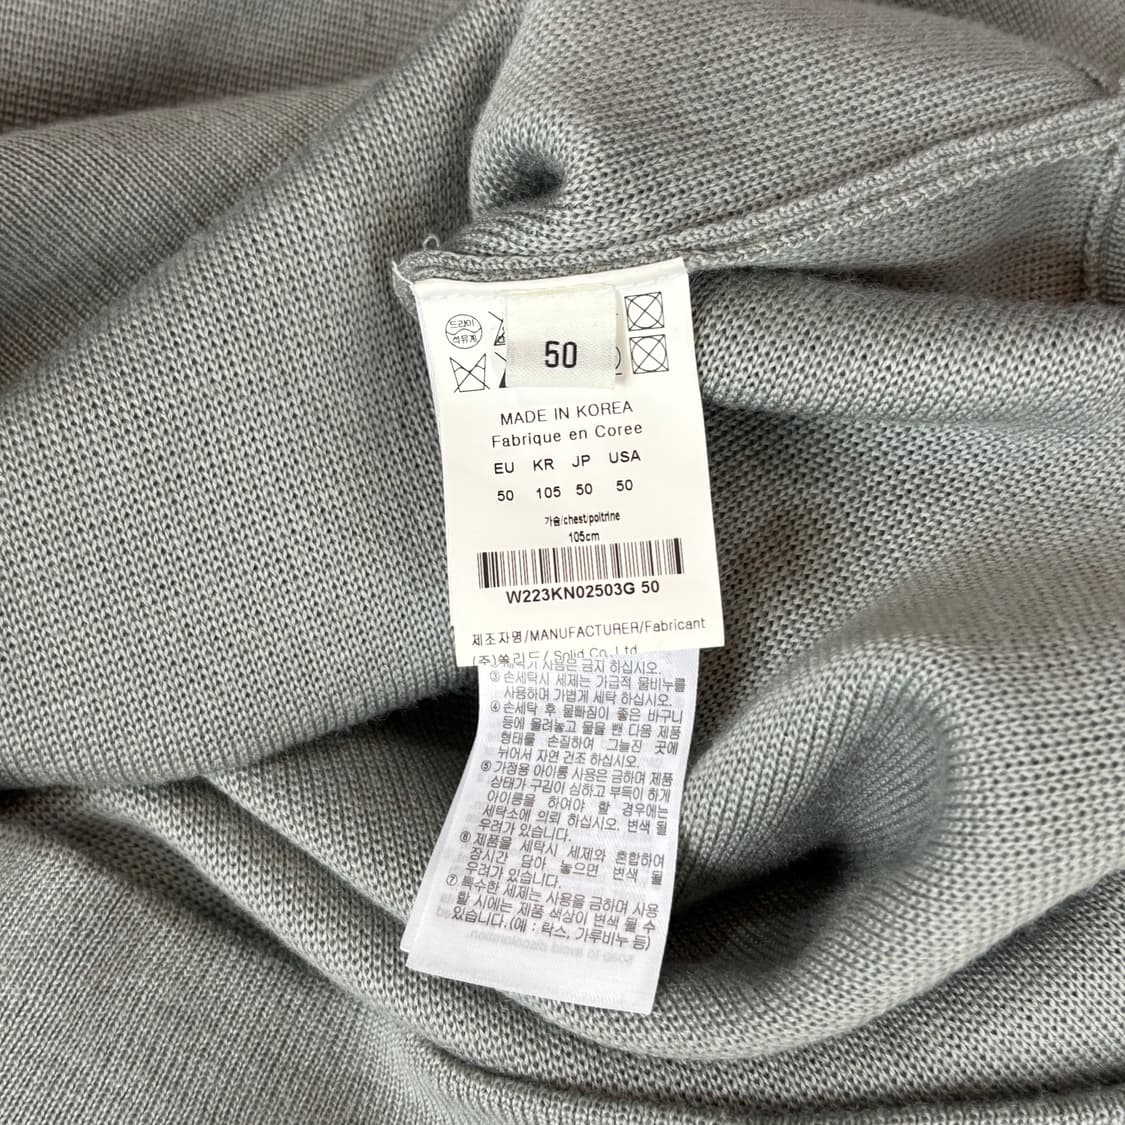 드라이
석유계
50
MADE IN KOREA
Fabrique en Coree
EU KR JP USA
50 105 50 50
가슴/chest/poitrine
105cm
W223KN02503G 50
제조자명/MANUFACTURER/Fabricant
(주)쏠리드/ Solid Co.,Ltd.
사용은 금지 하십시오.
③ 손세탁시 세제는 가급적 물비누를
사용하며 가볍게 세탁 하십시오.
④ 손세탁 후 물빠짐이 좋은 바구니
등에 올려놓고 물을 뺀 다음 제품
형태를 손질하여 그늘진 곳에
뉘어서 자연 건조 하십시오.
⑤ 가정용 아이롱 사용은 금하며 제품
상태가 구김이 심하고 부득이 하게
아이롱을 하여야 할 경우에는
세탁소에 의뢰 하십시오. 변색 될
우려가 있습니다.
⑥ 제품을 세탁시 세제와 혼합하여
장시간 담아 놓으면 변색 될
우려가 있습니다.
⑦ 특수한 세제는 사용을 금하며 사용
할 시에는 제품 색상이 변색 될 수
있습니다.(예 : 락스, 가루비누 등)